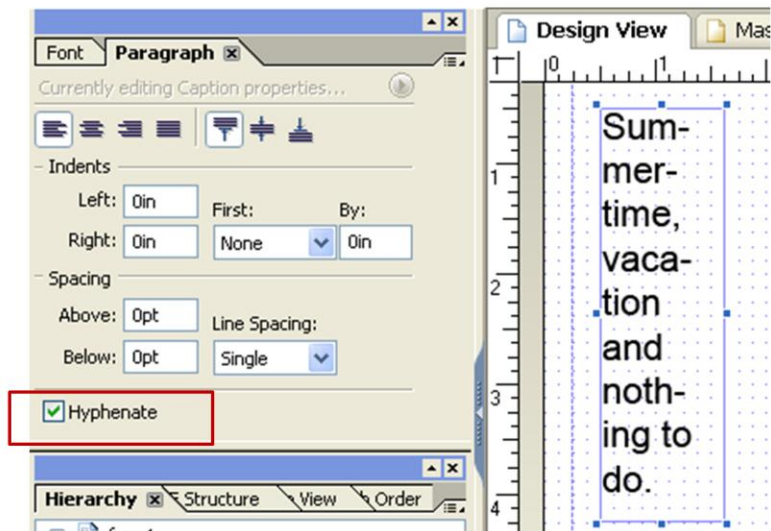 Font Paragraph
Currently editing Caption properties...
Indents
Left: 0in First: By:
Right: 0in None 0in
Spacing
Above: 0pt Line Spacing:
Below: 0pt Single
Hyphenate
Hierarchy Structure View Order
Design View Mas
0 1
1
2
3
4
Sum-
mer-
time,
vaca-
tion
and
noth-
ing to
do.